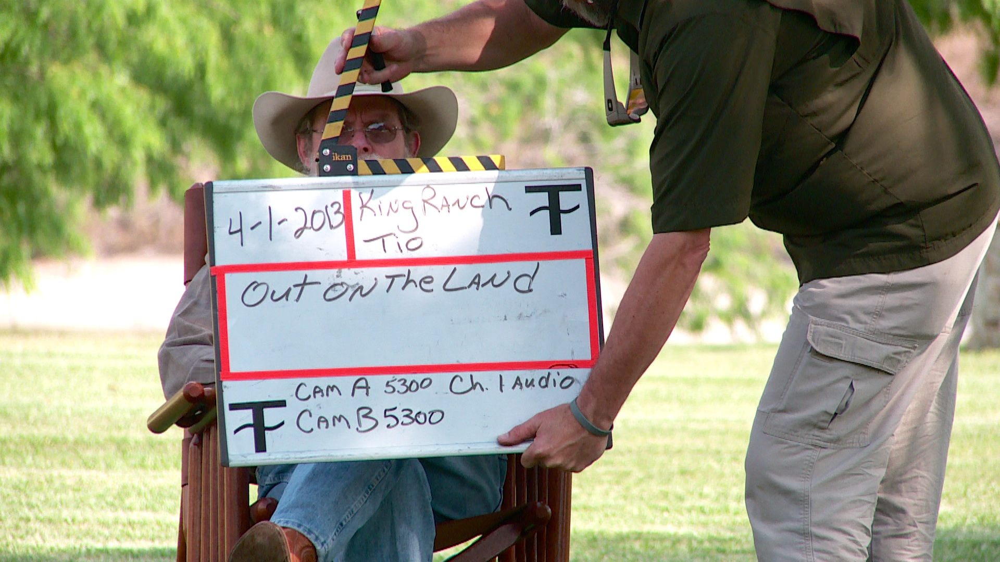 ikan
4-1-2013
King Ranch
Tio
Out on the Land
Cam A 5300 Ch. 1 Audio
Cam B 5300